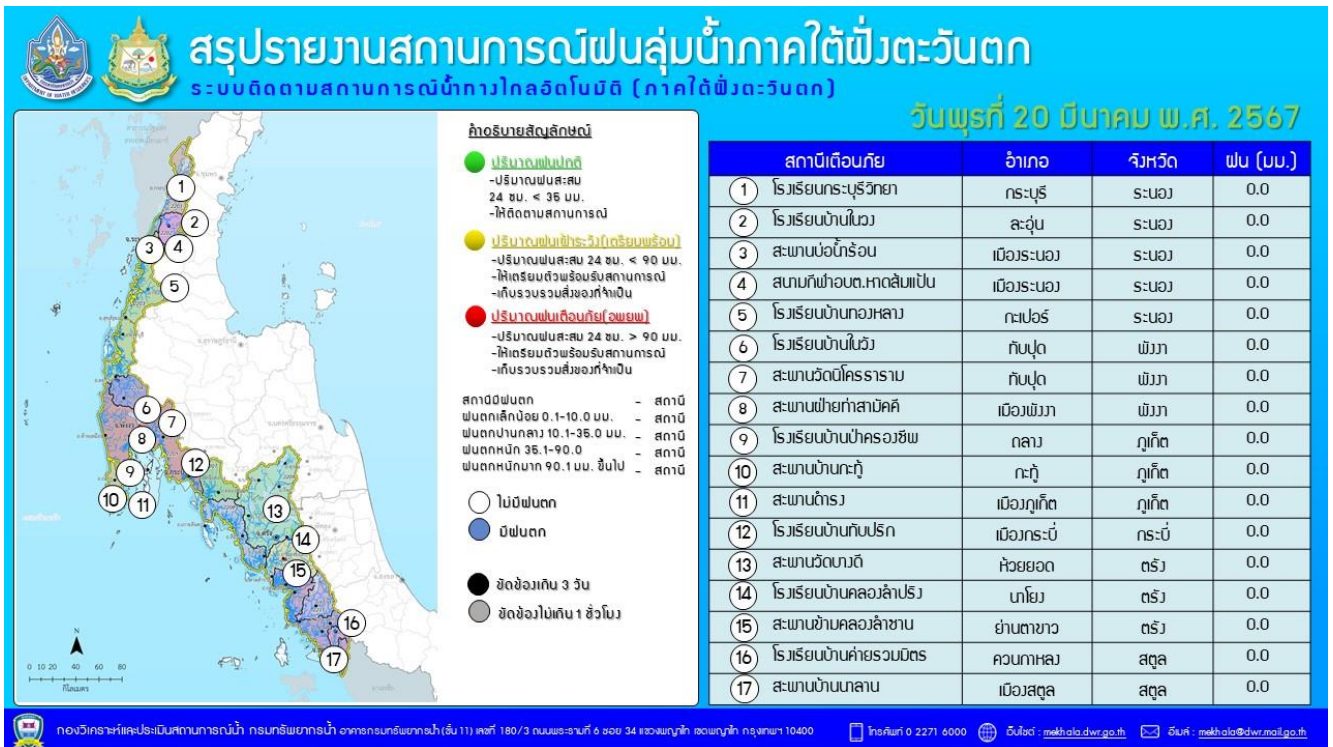 สรุปรายงานสถานการณ์ฝนลุ่มน้ำภาคใต้ฝั่งตะวันตก
ระบบติดตามสถานการณ์น้ำทางไกลอัตโนมัติ (ภาคใต้ฝั่งตะวันตก)
วันพุธที่ 20 มีนาคม พ.ศ. 2567
คำอธิบายสัญลักษณ์
ปริมาณฝนปกติ
-ปริมาณฝนสะสม
24 ชม. < 35 มม.
-ให้ติดตามสถานการณ์
ปริมาณฝนเฝ้าระวัง(เตรียมพร้อม)
-ปริมาณฝนสะสม 24 ชม. < 90 มม.
-ให้เตรียมตัวพร้อมรับสถานการณ์
-เก็บรวบรวมสิ่งของที่จำเป็น
ปริมาณฝนเตือนภัย(อพยพ)
-ปริมาณฝนสะสม 24 ชม. > 90 มม.
-ให้เตรียมตัวพร้อมรับสถานการณ์
-เก็บรวบรวมสิ่งของที่จำเป็น
สถานีมีฝนตก - สถานี
ฝนตกเล็กน้อย 0.1-10.0 มม. - สถานี
ฝนตกปานกลาง 10.1-35.0 มม. - สถานี
ฝนตกหนัก 35.1-90.0 - สถานี
ฝนตกหนักมาก 90.1 มม. ขึ้นไป - สถานี
ไม่มีฝนตก
มีฝนตก
ขัดข้องเกิน 3 วัน
ขัดข้องไม่เกิน 1 ชั่วโมง
1
2
3 4
5
6
7
8
9
12
10 11
13
14
15
16
17
N
0 10 20 40 60 80
กิโลเมตร
สถานีเตือนภัย อำเภอ จังหวัด ฝน (มม.)
1 โรงเรียนกระบุรีวิทยา กระบุรี ระนอง 0.0
2 โรงเรียนบ้านในวง ละอุ่น ระนอง 0.0
3 สะพานบ่อน้ำร้อน เมืองระนอง ระนอง 0.0
4 สนามกีฬาอบต.หาดส้มแป้น เมืองระนอง ระนอง 0.0
5 โรงเรียนบ้านทองหลาง กะเปอร์ ระนอง 0.0
6 โรงเรียนบ้านในวัง ทับปุด พังงา 0.0
7 สะพานวัดนิโครธาราม ทับปุด พังงา 0.0
8 สะพานฝ่ายท่าสามัคคี เมืองพังงา พังงา 0.0
9 โรงเรียนบ้านป่าครองชีพ ถลาง ภูเก็ต 0.0
10 สะพานบ้านกะทู้ กะทู้ ภูเก็ต 0.0
11 สะพานดำรง เมืองภูเก็ต ภูเก็ต 0.0
12 โรงเรียนบ้านทับปริก เมืองกระบี่ กระบี่ 0.0
13 สะพานวัดบางดี ห้วยยอด ตรัง 0.0
14 โรงเรียนบ้านคลองลำปริง นาโยง ตรัง 0.0
15 สะพานข้ามคลองลำชาน ย่านตาขาว ตรัง 0.0
16 โรงเรียนบ้านค่ายรวมมิตร ควนกาหลง สตูล 0.0
17 สะพานบ้านนาลาน เมืองสตูล สตูล 0.0
กองวิเคราะห์และประเมินสถานการณ์น้ำ กรมทรัพยากรน้ำ อาคารกรมทรัพยากรน้ำ (ชั้น 11) เลขที่ 180/3 ถนนพระรามที่ 6 ซอย 34 แขวงพญาไท เขตพญาไท กรุงเทพฯ 10400 โทรศัพท์ 0 2271 6000 เว็บไซต์ : mekhala.dwr.go.th อีเมล์ : mekhala@dwr.mail.go.th